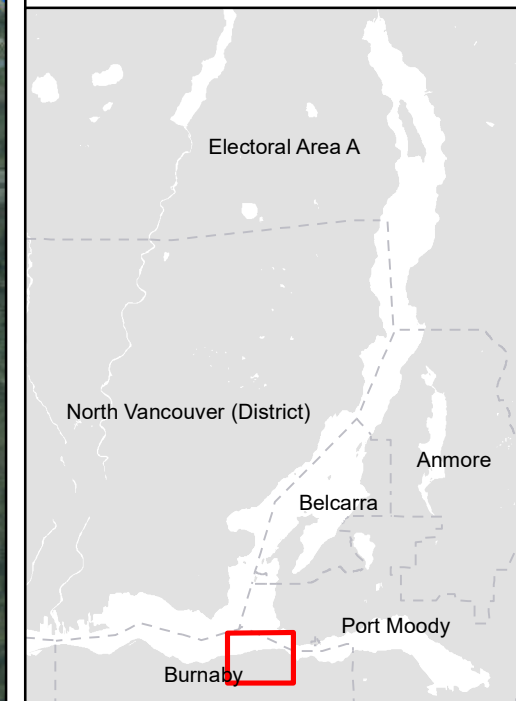 Electoral Area A
North Vancouver (District)
Anmore
Belcarra
Port Moody
Burnaby